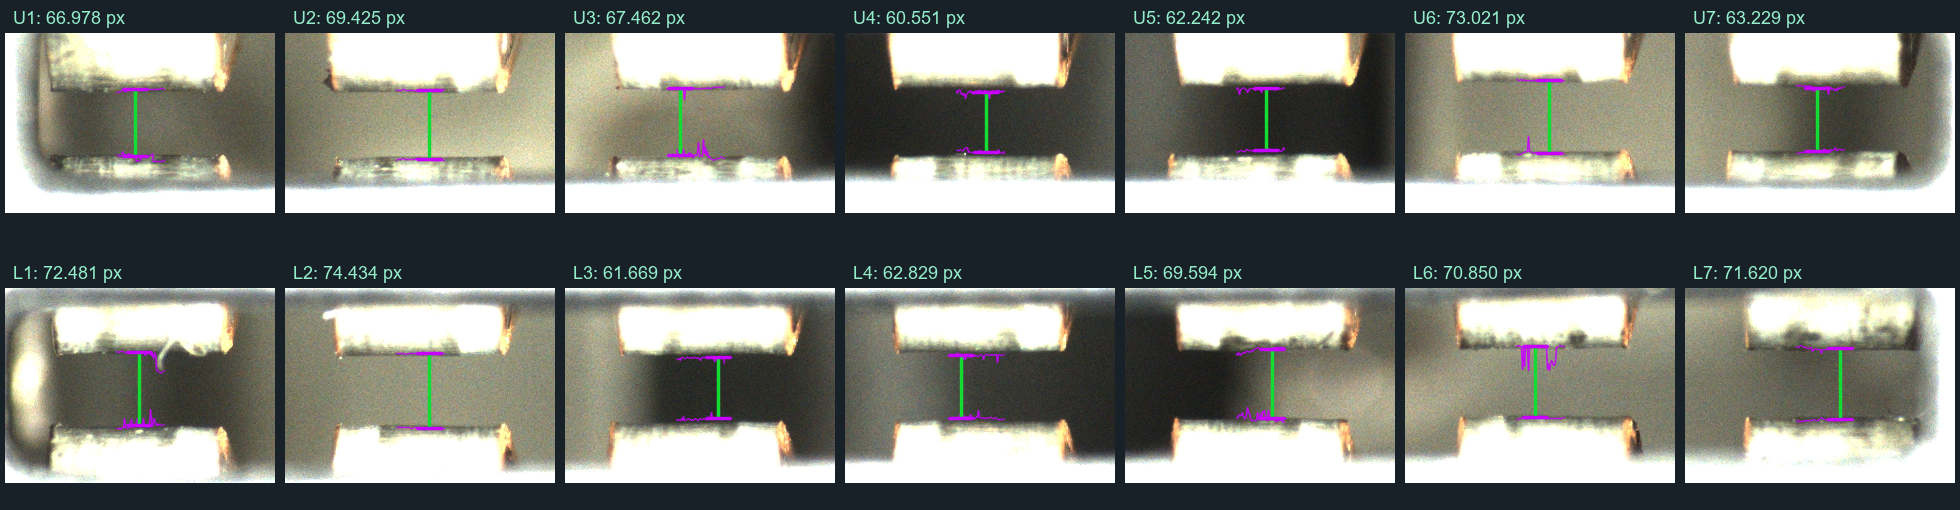 U1: 66.978 px
U2: 69.425 px
U3: 67.462 px
U4: 60.551 px
U5: 62.242 px
U6: 73.021 px
U7: 63.229 px
L1: 72.481 px
L2: 74.434 px
L3: 61.669 px
L4: 62.829 px
L5: 69.594 px
L6: 70.850 px
L7: 71.620 px